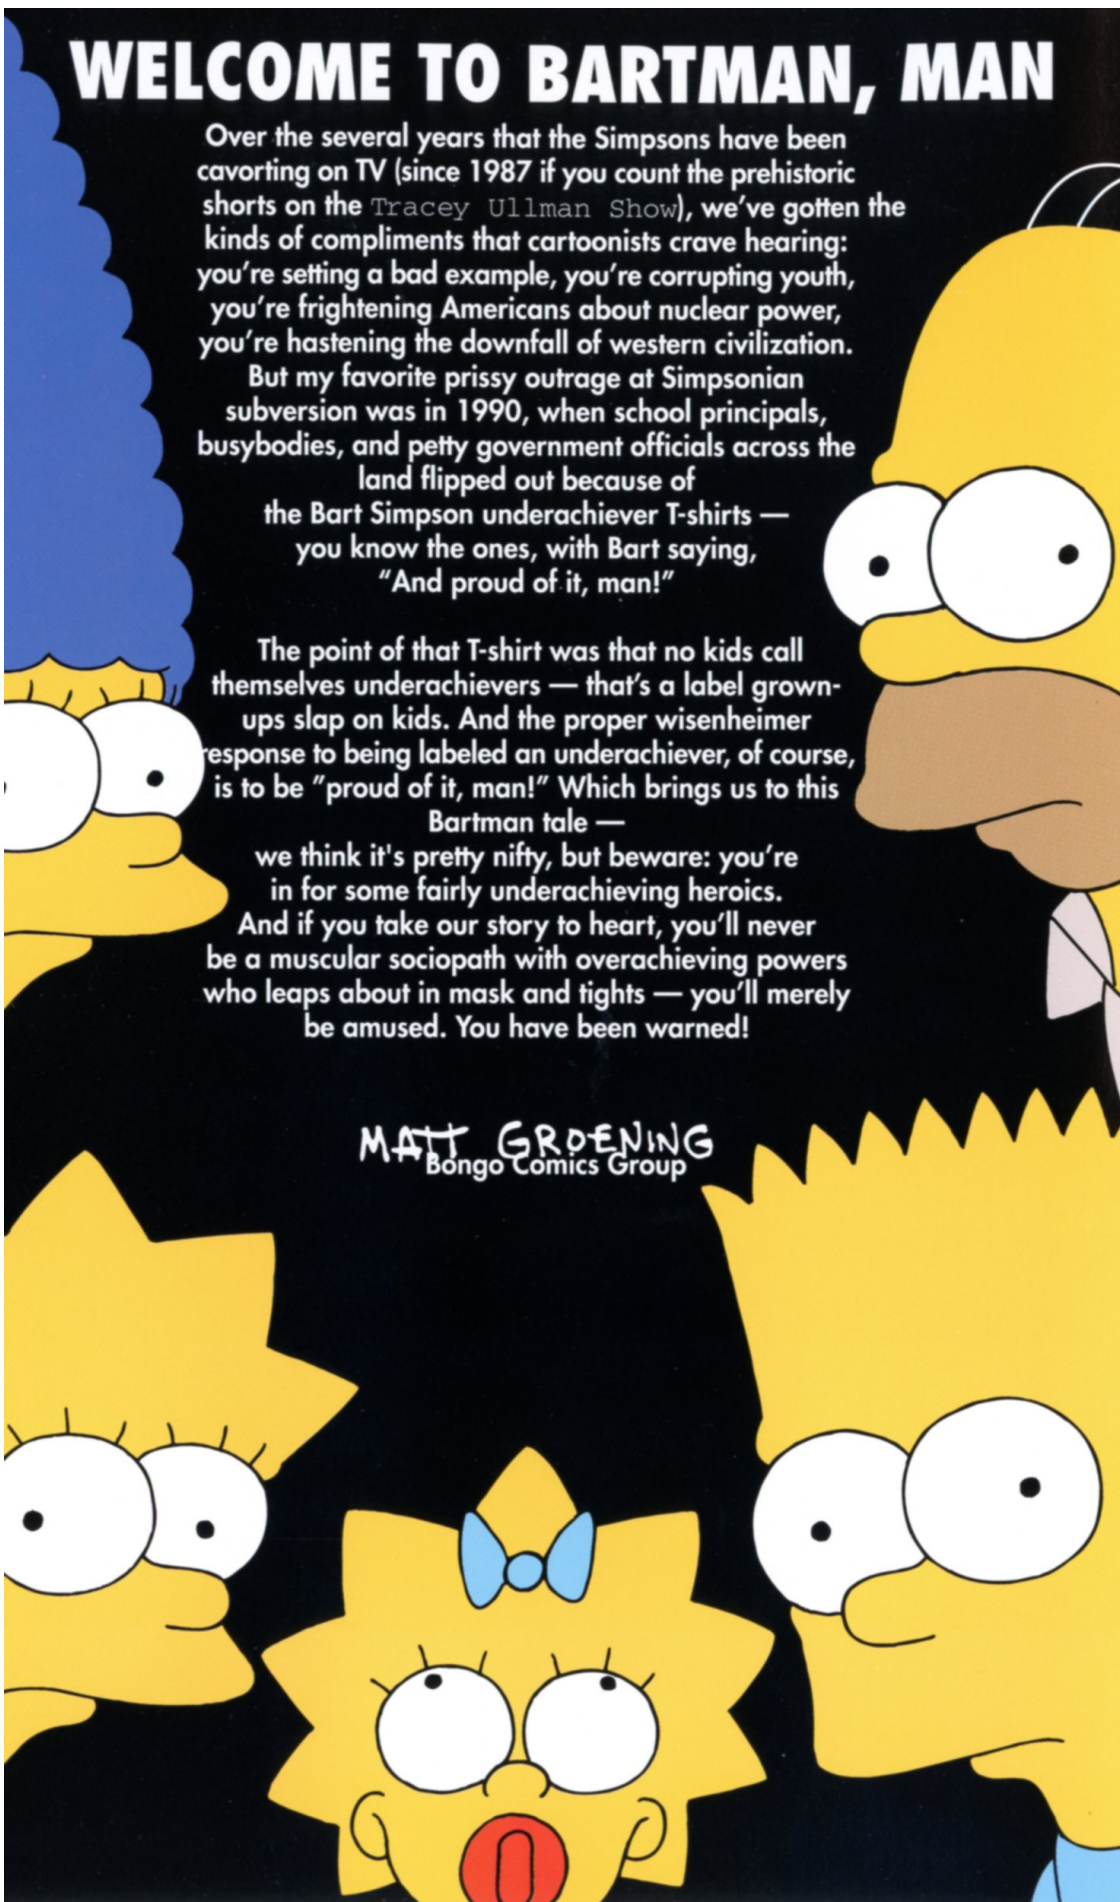 WELCOME TO BARTMAN, MAN
Over the several years that the Simpsons have been
cavorting on TV (since 1987 if you count the prehistoric
shorts on the Tracey Ullman Show), we’ve gotten the
kinds of compliments that cartoonists crave hearing:
you’re setting a bad example, you’re corrupting youth,
you’re frightening Americans about nuclear power,
you’re hastening the downfall of western civilization.
But my favorite prissy outrage at Simpsonian
subversion was in 1990, when school principals,
busybodies, and petty government officials across the
land flipped out because of
the Bart Simpson underachiever T-shirts —
you know the ones, with Bart saying,
“And proud of it, man!”
The point of that T-shirt was that no kids call
themselves underachievers — that’s a label grown-
ups slap on kids. And the proper wisenheimer
response to being labeled an underachiever, of course,
is to be “proud of it, man!” Which brings us to this
Bartman tale —
we think it's pretty nifty, but beware: you’re
in for some fairly underachieving heroics.
And if you take our story to heart, you’ll never
be a muscular sociopath with overachieving powers
who leaps about in mask and tights — you’ll merely
be amused. You have been warned!
MATT GROENING
Bongo Comics Group